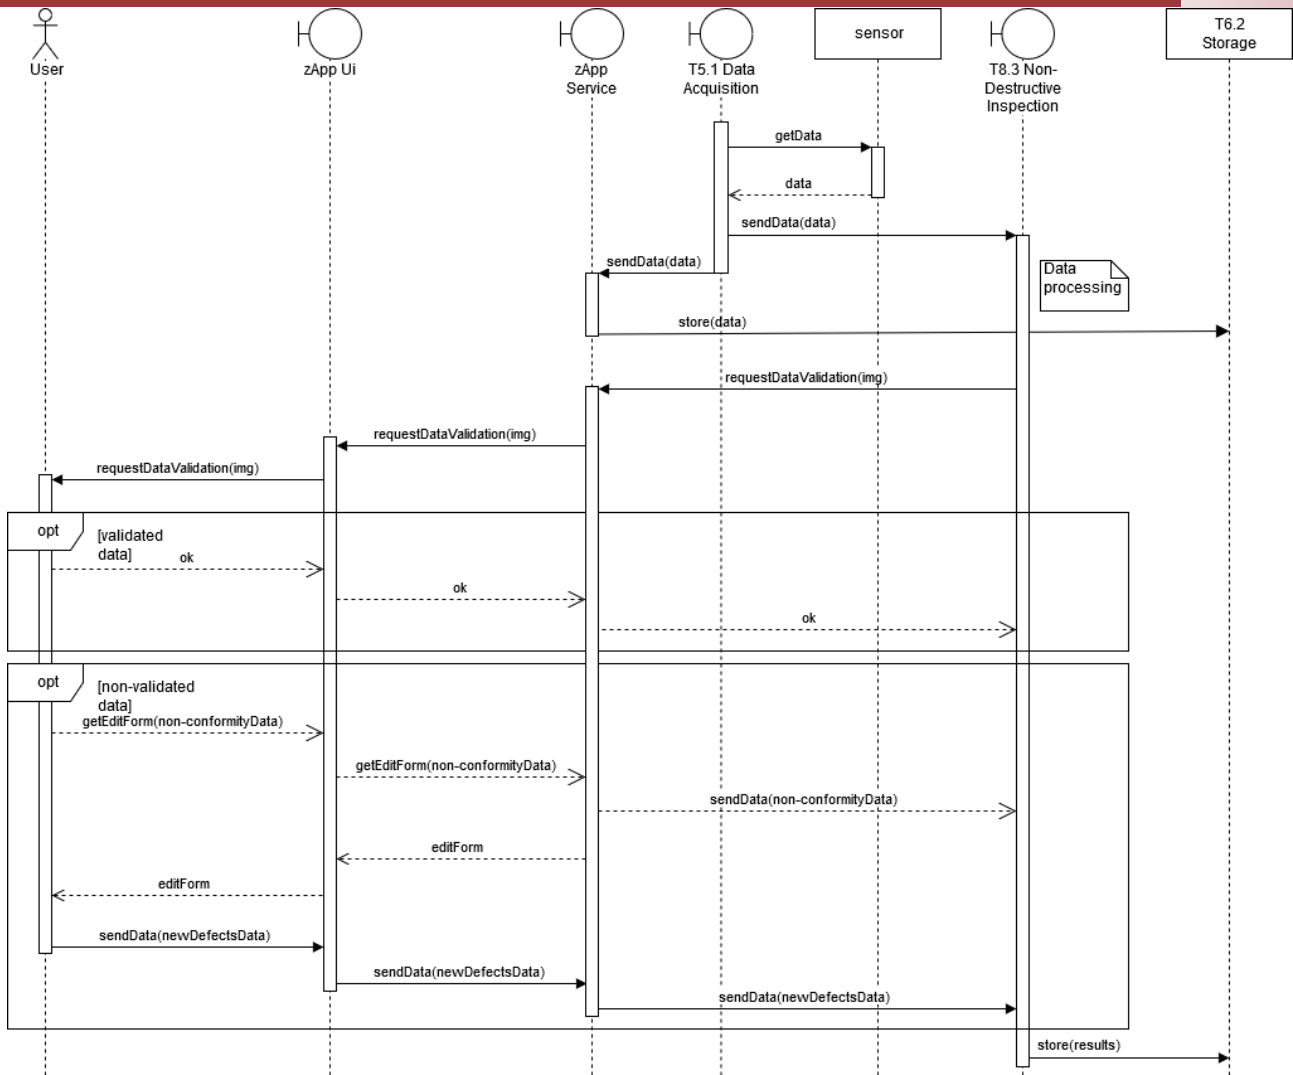 User
zApp Ui
zApp
Service
T5.1 Data
Acquisition
sensor
T8.3 Non-
Destructive
Inspection
T6.2
Storage
getData
data
sendData(data)
sendData(data)
Data
processing
store(data)
requestDataValidation(img)
requestDataValidation(img)
requestDataValidation(img)
opt
[validated
data]
ok
ok
ok
opt
[non-validated
data]
getEditForm(non-conformityData)
getEditForm(non-conformityData)
sendData(non-conformityData)
editForm
editForm
sendData(newDefectsData)
sendData(newDefectsData)
sendData(newDefectsData)
store(results)